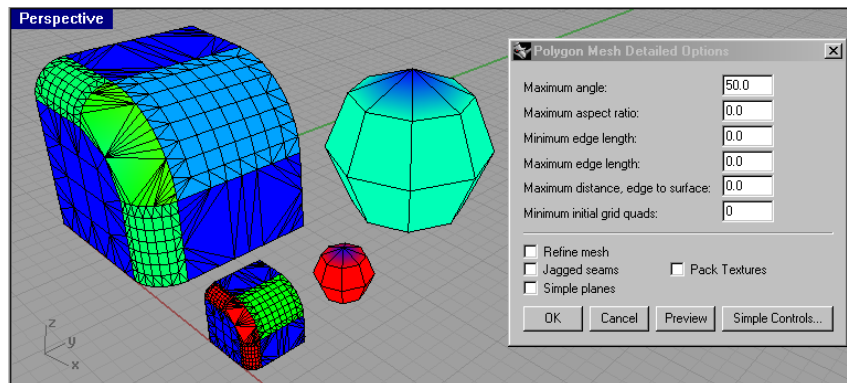 Perspective
z
y
x
Polygon Mesh Detailed Options
Maximum angle: 50.0
Maximum aspect ratio: 0.0
Minimum edge length: 0.0
Maximum edge length: 0.0
Maximum distance, edge to surface: 0.0
Minimum initial grid quads: 0
Refine mesh
Jagged seams Pack Textures
Simple planes
OK Cancel Preview Simple Controls...